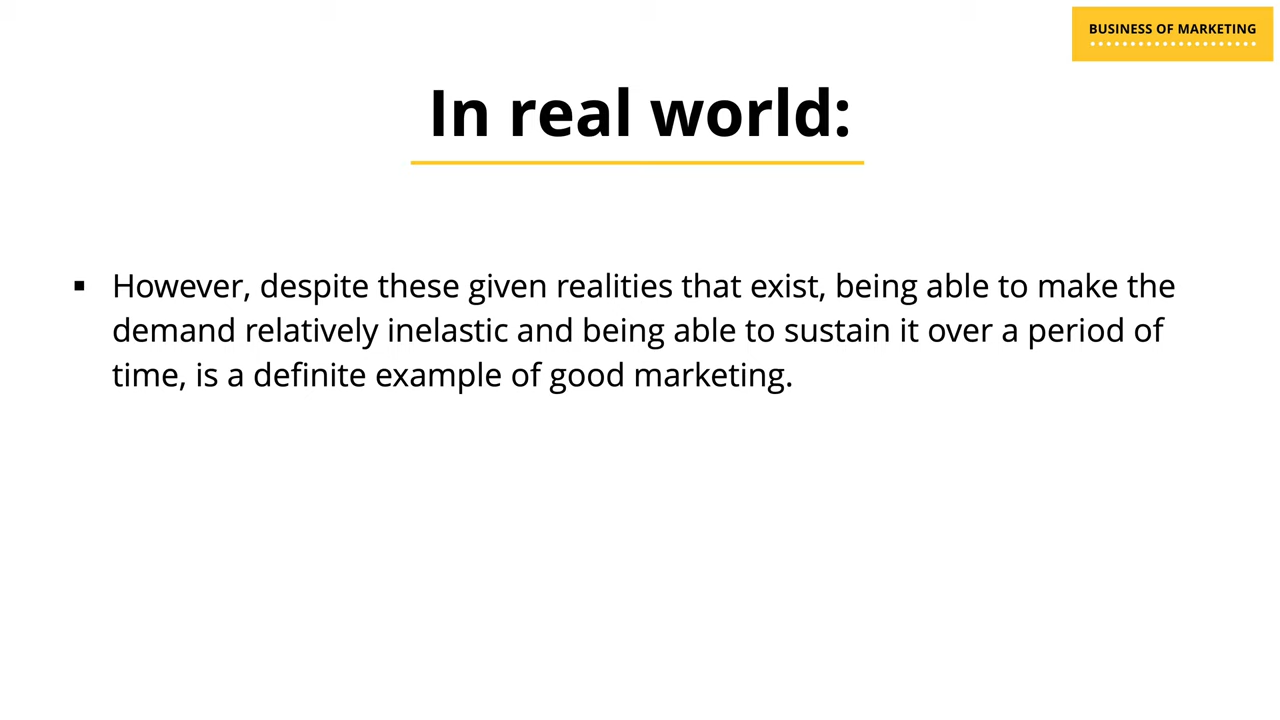 BUSINESS OF MARKETING
In real world:
▪ However, despite these given realities that exist, being able to make the
demand relatively inelastic and being able to sustain it over a period of
time, is a definite example of good marketing.